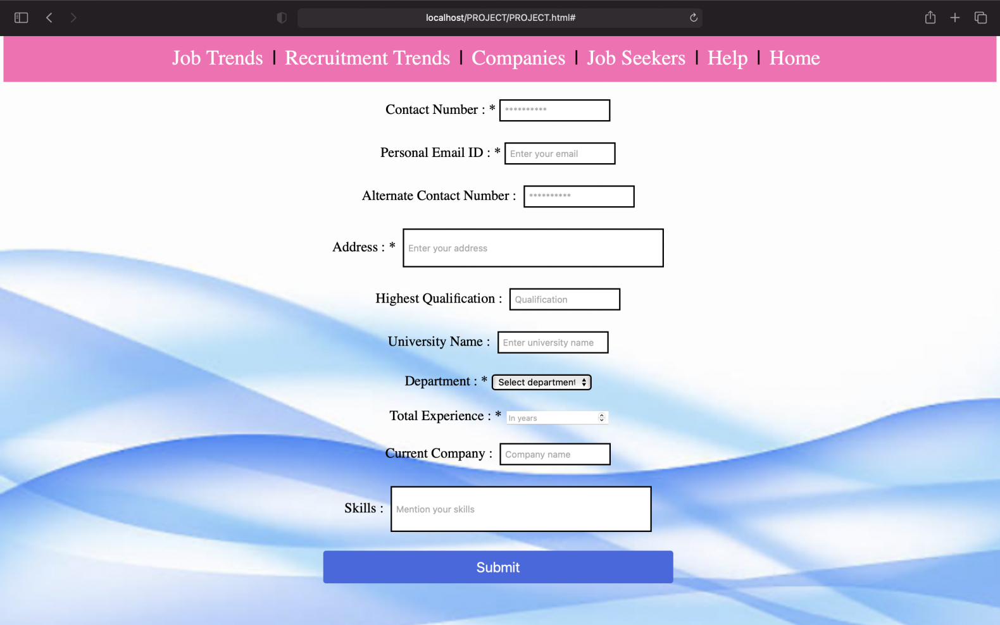 localhost/PROJECT/PROJECT.html#
Job Trends | Recruitment Trends | Companies | Job Seekers | Help | Home
Contact Number : * **********
Personal Email ID : * Enter your email
Alternate Contact Number : **********
Address : * Enter your address
Highest Qualification : Qualification
University Name : Enter university name
Department : * Select department
Total Experience : * In years
Current Company : Company name
Skills : Mention your skills
Submit